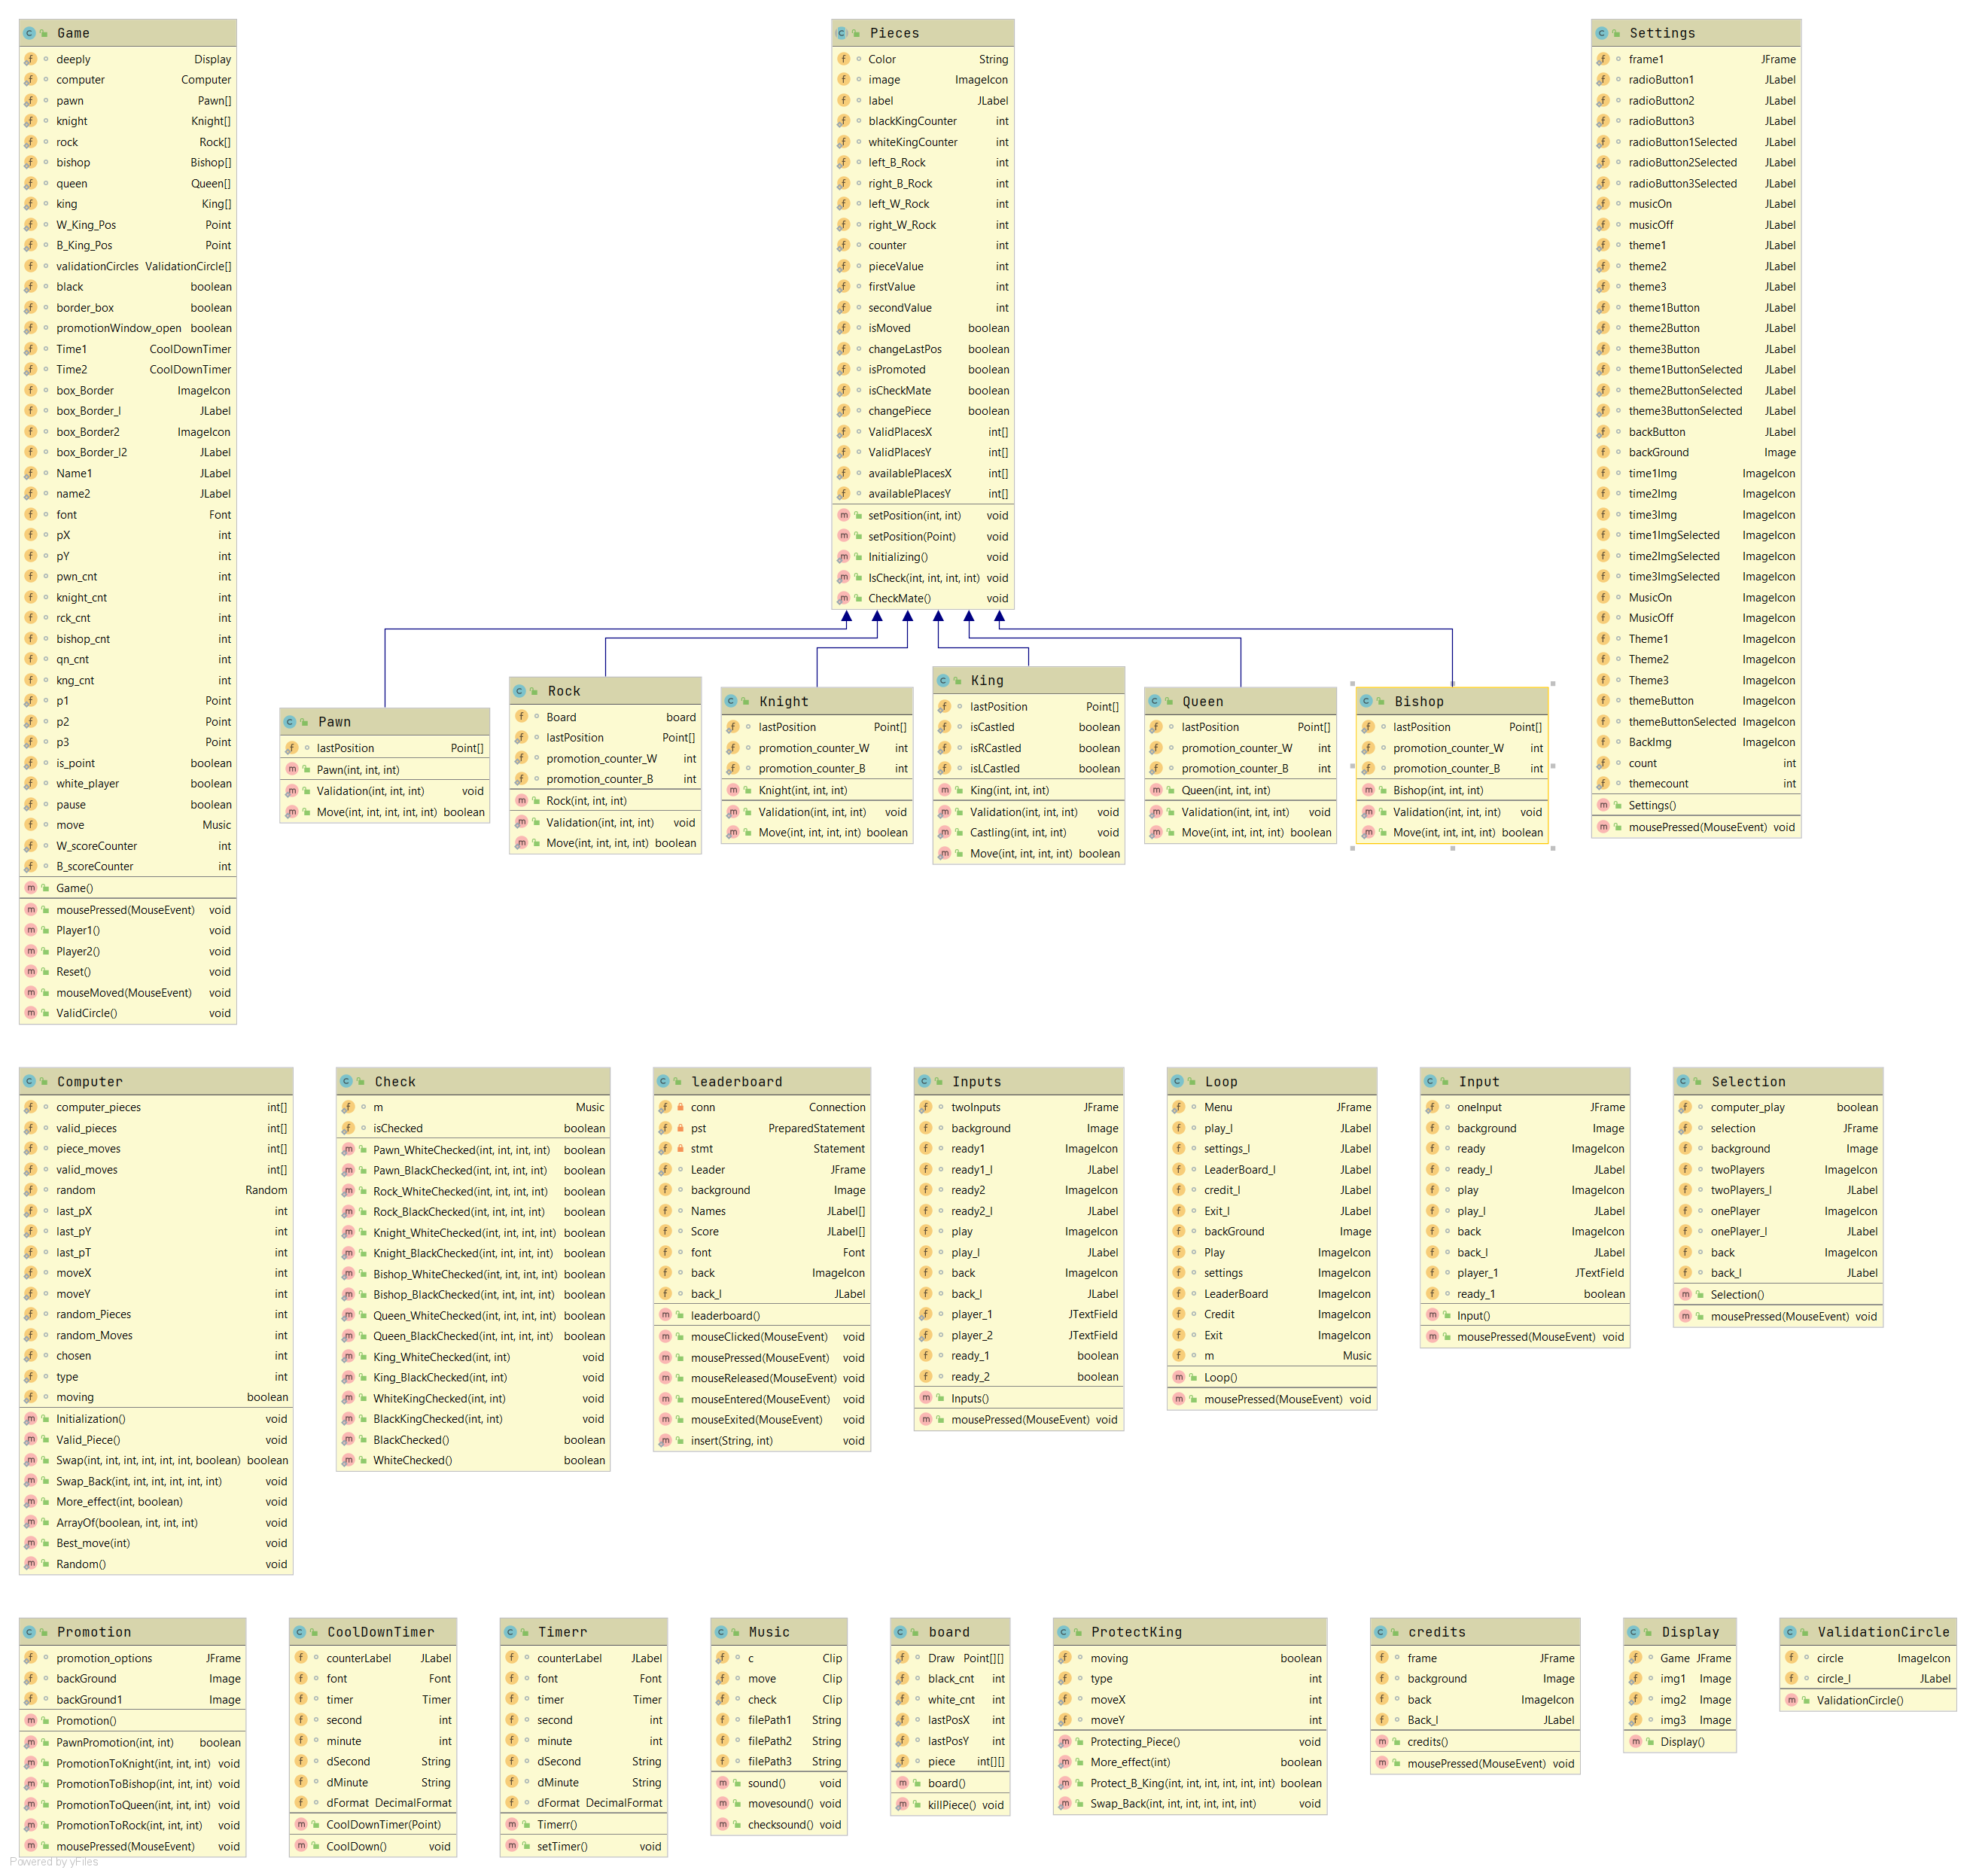 Game
deeply Display
computer Computer
pawn Pawn[]
knight Knight[]
rock Rock[]
bishop Bishop[]
queen Queen[]
king King[]
W_King_Pos Point
B_King_Pos Point
validationCircles ValidationCircle[]
black boolean
border_box boolean
promotionWindow_open boolean
Time1 CoolDownTimer
Time2 CoolDownTimer
box_Border ImageIcon
box_Border_l JLabel
box_Border2 ImageIcon
box_Border_l2 JLabel
Name1 JLabel
name2 JLabel
font Font
pX int
pY int
pwn_cnt int
knight_cnt int
rck_cnt int
bishop_cnt int
qn_cnt int
kng_cnt int
p1 Point
p2 Point
p3 Point
is_point boolean
white_player boolean
pause boolean
move Music
W_scoreCounter int
B_scoreCounter int
Game()
mousePressed(MouseEvent) void
Player1() void
Player2() void
Reset() void
mouseMoved(MouseEvent) void
ValidCircle() void
Pieces
Color String
image ImageIcon
label JLabel
blackKingCounter int
whiteKingCounter int
left_B_Rock int
right_B_Rock int
left_W_Rock int
right_W_Rock int
counter int
pieceValue int
firstValue int
secondValue int
isMoved boolean
changeLastPos boolean
isPromoted boolean
isCheckMate boolean
changePiece boolean
ValidPlacesX int[]
ValidPlacesY int[]
availablePlacesX int[]
availablePlacesY int[]
setPosition(int, int) void
setPosition(Point) void
Initializing() void
IsCheck(int, int, int, int) void
CheckMate() void
Settings
frame1 JFrame
radioButton1 JLabel
radioButton2 JLabel
radioButton3 JLabel
radioButton1Selected JLabel
radioButton2Selected JLabel
radioButton3Selected JLabel
musicOn JLabel
musicOff JLabel
theme1 JLabel
theme2 JLabel
theme3 JLabel
theme1Button JLabel
theme2Button JLabel
theme3Button JLabel
theme1ButtonSelected JLabel
theme2ButtonSelected JLabel
theme3ButtonSelected JLabel
backButton JLabel
backGround Image
time1Img ImageIcon
time2Img ImageIcon
time3Img ImageIcon
time1ImgSelected ImageIcon
time2ImgSelected ImageIcon
time3ImgSelected ImageIcon
MusicOn ImageIcon
MusicOff ImageIcon
Theme1 ImageIcon
Theme2 ImageIcon
Theme3 ImageIcon
themeButton ImageIcon
themeButtonSelected ImageIcon
BackImg ImageIcon
count int
themecount int
Settings()
mousePressed(MouseEvent) void
Pawn
lastPosition Point[]
Pawn(int, int, int)
Validation(int, int, int) void
Move(int, int, int, int, int) boolean
Rock
Board board
lastPosition Point[]
promotion_counter_W int
promotion_counter_B int
Rock(int, int, int)
Validation(int, int, int) void
Move(int, int, int, int) boolean
Knight
lastPosition Point[]
promotion_counter_W int
promotion_counter_B int
Knight(int, int, int)
Validation(int, int, int) void
Move(int, int, int, int) boolean
King
lastPosition Point[]
isCastled boolean
isRCastled boolean
isLCastled boolean
King(int, int, int)
Validation(int, int, int) void
Castling(int, int, int) void
Move(int, int, int, int) boolean
Queen
lastPosition Point[]
promotion_counter_W int
promotion_counter_B int
Queen(int, int, int)
Validation(int, int, int) void
Move(int, int, int, int) boolean
Bishop
lastPosition Point[]
promotion_counter_W int
promotion_counter_B int
Bishop(int, int, int)
Validation(int, int, int) void
Move(int, int, int, int) boolean
Computer
computer_pieces int[]
valid_pieces int[]
piece_moves int[]
valid_moves int[]
random Random
last_pX int
last_pY int
last_pT int
moveX int
moveY int
random_Pieces int
random_Moves int
chosen int
type int
moving boolean
Initialization() void
Valid_Piece() void
Swap(int, int, int, int, int, int, boolean) boolean
Swap_Back(int, int, int, int, int, int) void
More_effect(int, boolean) void
ArrayOf(boolean, int, int, int) void
Best_move(int) void
Random() void
Check
m Music
isChecked boolean
Pawn_WhiteChecked(int, int, int, int) boolean
Pawn_BlackChecked(int, int, int, int) boolean
Rock_WhiteChecked(int, int, int, int) boolean
Rock_BlackChecked(int, int, int, int) boolean
Knight_WhiteChecked(int, int, int, int) boolean
Knight_BlackChecked(int, int, int, int) boolean
Bishop_WhiteChecked(int, int, int, int) boolean
Bishop_BlackChecked(int, int, int, int) boolean
Queen_WhiteChecked(int, int, int, int) boolean
Queen_BlackChecked(int, int, int, int) boolean
King_WhiteChecked(int, int) void
King_BlackChecked(int, int) void
WhiteKingChecked(int, int) void
BlackKingChecked(int, int) void
BlackChecked() boolean
WhiteChecked() boolean
leaderboard
conn Connection
pst PreparedStatement
stmt Statement
Leader JFrame
background Image
Names JLabel[]
Score JLabel[]
font Font
back ImageIcon
back_l JLabel
leaderboard()
mouseClicked(MouseEvent) void
mousePressed(MouseEvent) void
mouseReleased(MouseEvent) void
mouseEntered(MouseEvent) void
mouseExited(MouseEvent) void
insert(String, int) void
Inputs
twoInputs JFrame
background Image
ready1 ImageIcon
ready1_l JLabel
ready2 ImageIcon
ready2_l JLabel
play ImageIcon
play_l JLabel
back ImageIcon
back_l JLabel
player_1 JTextField
player_2 JTextField
ready_1 boolean
ready_2 boolean
Inputs()
mousePressed(MouseEvent) void
Loop
Menu JFrame
play_l JLabel
settings_l JLabel
LeaderBoard_l JLabel
credit_l JLabel
Exit_l JLabel
backGround Image
Play ImageIcon
settings ImageIcon
LeaderBoard ImageIcon
Credit ImageIcon
Exit ImageIcon
m Music
Loop()
mousePressed(MouseEvent) void
Input
oneInput JFrame
background Image
ready ImageIcon
ready_l JLabel
play ImageIcon
play_l JLabel
back ImageIcon
back_l JLabel
player_1 JTextField
ready_1 boolean
Input()
mousePressed(MouseEvent) void
Selection
computer_play boolean
selection JFrame
background Image
twoPlayers ImageIcon
twoPlayers_l JLabel
onePlayer ImageIcon
onePlayer_l JLabel
back ImageIcon
back_l JLabel
Selection()
mousePressed(MouseEvent) void
Promotion
promotion_options JFrame
backGround Image
backGround1 Image
Promotion()
PawnPromotion(int, int) boolean
PromotionToKnight(int, int, int) void
PromotionToBishop(int, int, int) void
PromotionToQueen(int, int, int) void
PromotionToRock(int, int, int) void
mousePressed(MouseEvent) void
CoolDownTimer
counterLabel JLabel
font Font
timer Timer
second int
minute int
dSecond String
dMinute String
dFormat DecimalFormat
CoolDownTimer(Point)
CoolDown() void
Timerr
counterLabel JLabel
font Font
timer Timer
second int
minute int
dSecond String
dMinute String
dFormat DecimalFormat
Timerr()
setTimer() void
Music
c Clip
move Clip
check Clip
filePath1 String
filePath2 String
filePath3 String
sound() void
movesound() void
checksound() void
board
Draw Point[][]
black_cnt int
white_cnt int
lastPosX int
lastPosY int
piece int[][]
board()
killPiece() void
ProtectKing
moving boolean
type int
moveX int
moveY int
Protecting_Piece() void
More_effect(int) boolean
Protect_B_King(int, int, int, int, int, int) boolean
Swap_Back(int, int, int, int, int, int) void
credits
frame JFrame
background Image
back ImageIcon
Back_l JLabel
credits()
mousePressed(MouseEvent) void
Display
Game JFrame
img1 Image
img2 Image
img3 Image
Display()
ValidationCircle
circle ImageIcon
circle_l JLabel
ValidationCircle()
Powered by yFiles